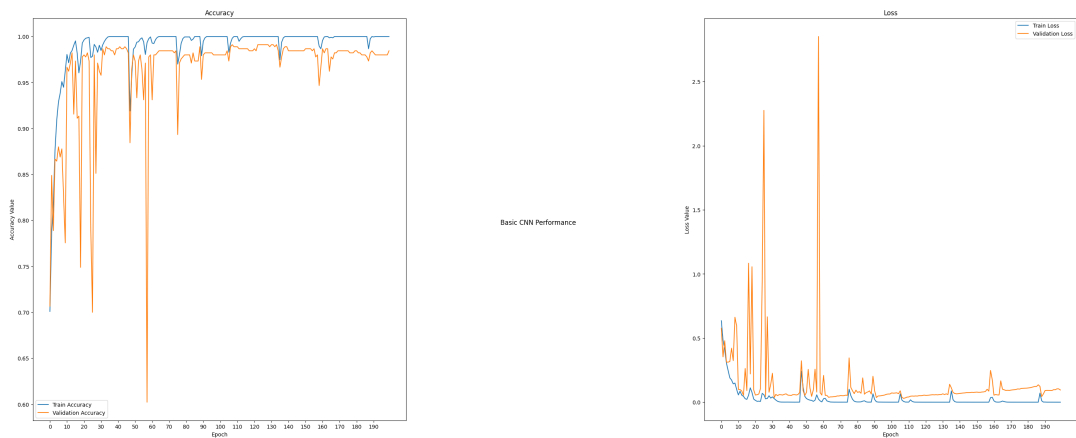 Accuracy
Accuracy Value
1.00
0.95
0.90
0.85
0.80
0.75
0.70
0.65
0.60
Train Accuracy
Validation Accuracy
0 10 20 30 40 50 60 70 80 90 100 110 120 130 140 150 160 170 180 190
Epoch
Basic CNN Performance
Loss
Loss Value
2.5
2.0
1.5
1.0
0.5
0.0
Train Loss
Validation Loss
0 10 20 30 40 50 60 70 80 90 100 110 120 130 140 150 160 170 180 190
Epoch